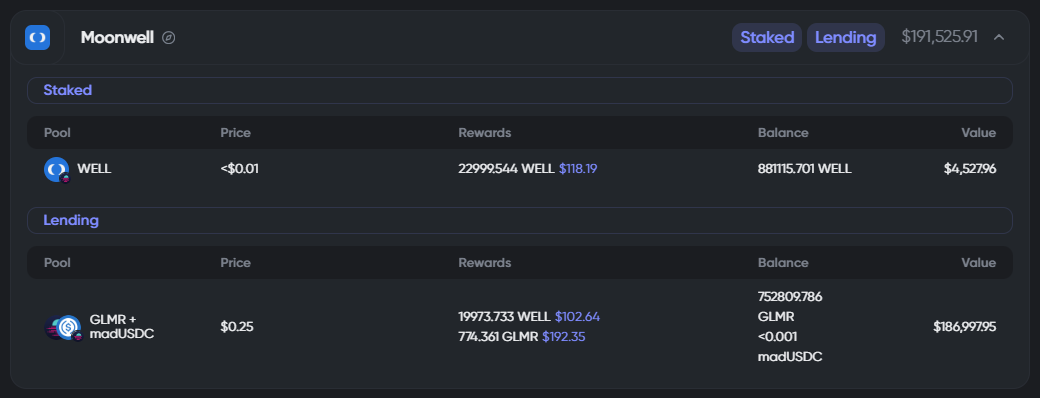 Moonwell Staked Lending $191,525.91
Staked
Pool Price Rewards Balance Value
WELL <$0.01 22999.544 WELL $118.19 881115.701 WELL $4,527.96
Lending
Pool Price Rewards Balance Value
GLMR +
madUSDC
$0.25
19973.733 WELL $102.64
774.361 GLMR $192.35
752809.786
GLMR
<0.001
madUSDC
$186,997.95